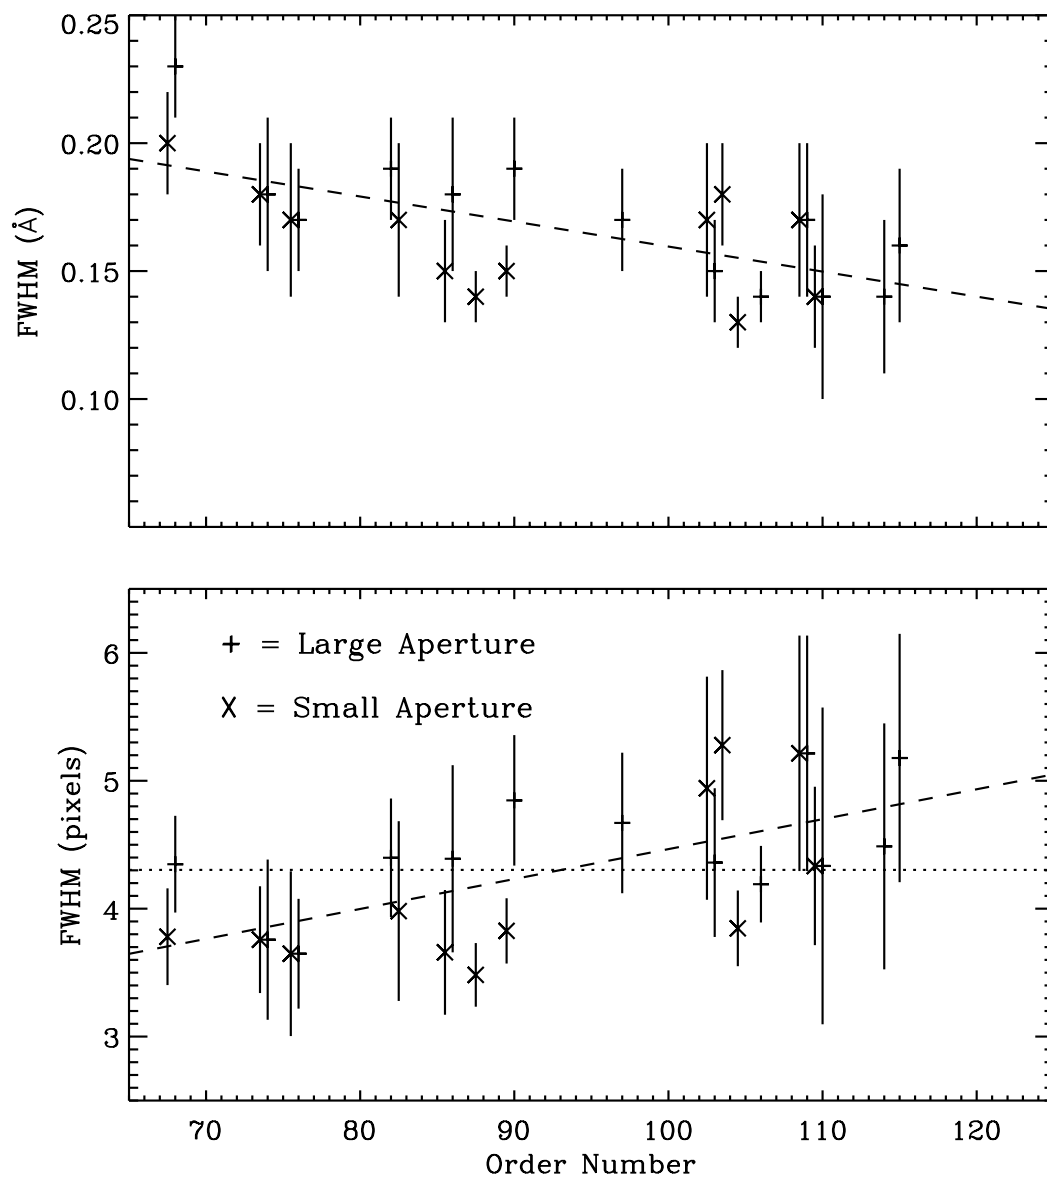 0.25
0.20
0.15
0.10
FWHM (Å)
+ = Large Aperture
× = Small Aperture
6
5
4
3
FWHM (pixels)
70 80 90 100 110 120
Order Number